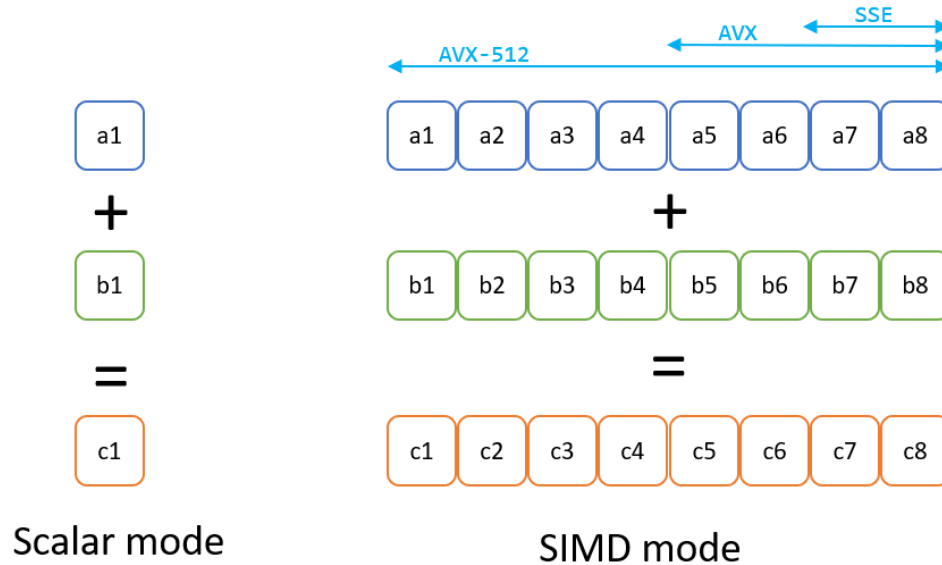 SSE
AVX
AVX-512
a1 a1 a2 a3 a4 a5 a6 a7 a8
+ +
b1 b1 b2 b3 b4 b5 b6 b7 b8
= =
c1 c1 c2 c3 c4 c5 c6 c7 c8
Scalar mode SIMD mode